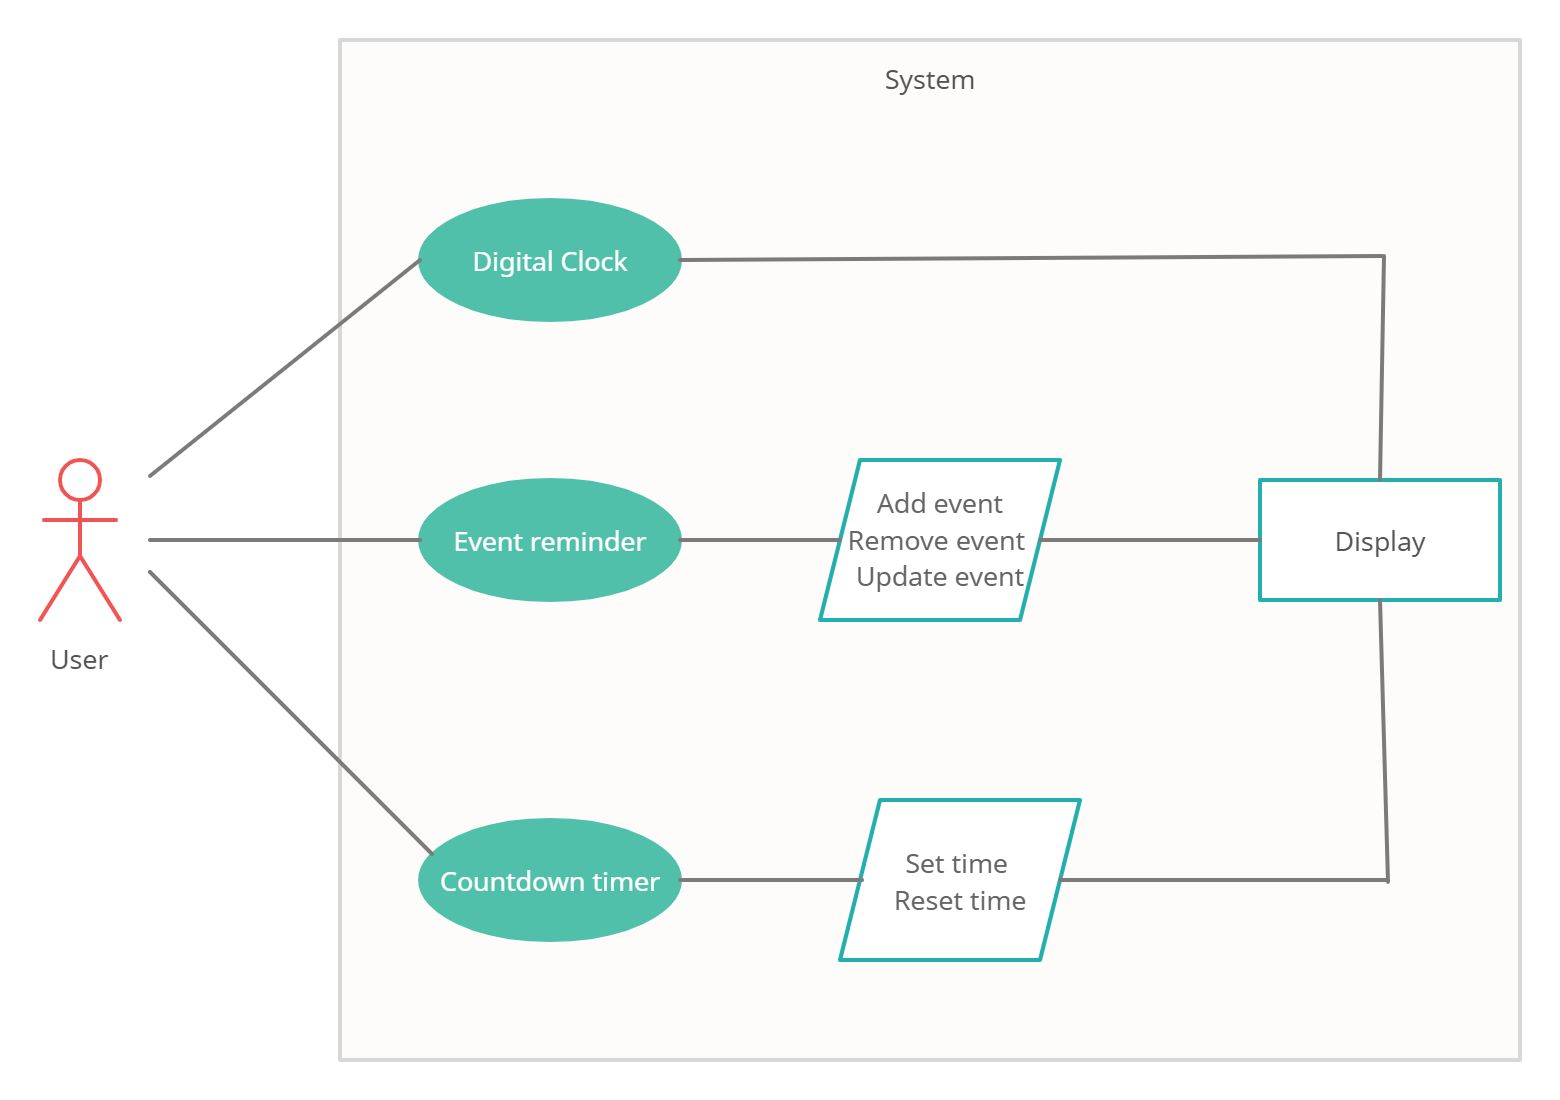 System
Digital Clock
Event reminder
Add event
Remove event
Update event
Display
User
Countdown timer
Set time
Reset time